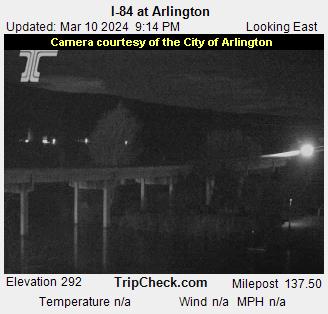 I-84 at Arlington
Updated: Mar 10 2024 9:14 PM Looking East
Camera courtesy of the City of Arlington
Elevation 292 TripCheck.com Milepost 137.50
Temperature n/a Wind n/a MPH n/a